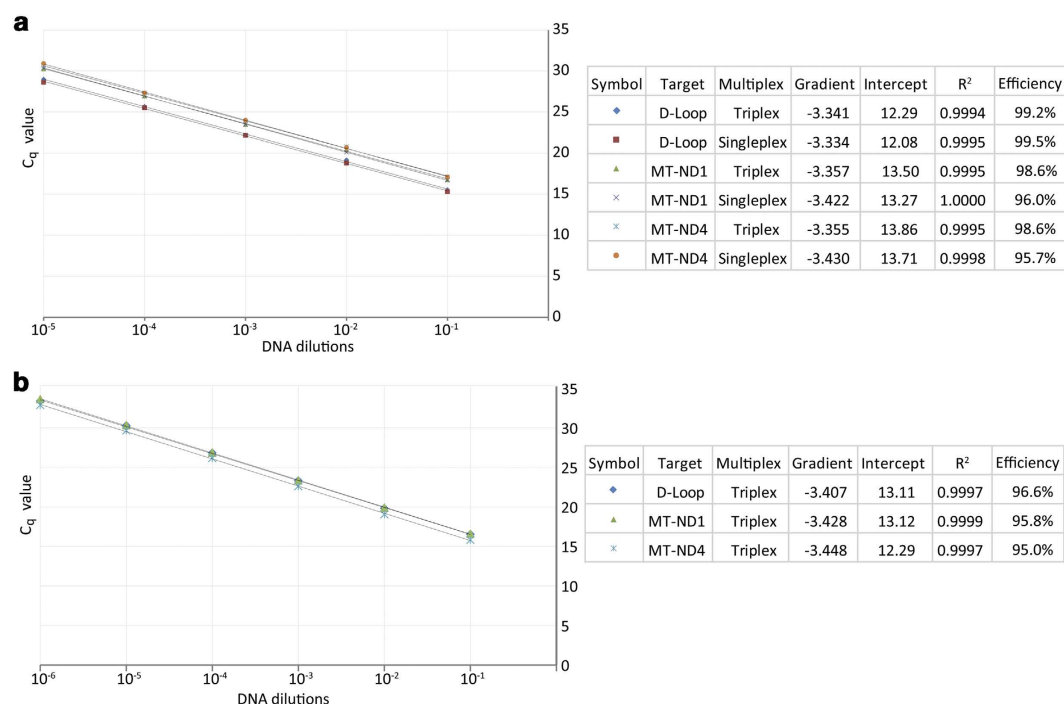 a
35
30
25
20
15
10
5
0
C_q value
10^-5 10^-4 10^-3 10^-2 10^-1
DNA dilutions
Symbol Target Multiplex Gradient Intercept R² Efficiency
D-Loop Triplex -3.341 12.29 0.9994 99.2%
D-Loop Singleplex -3.334 12.08 0.9995 99.5%
MT-ND1 Triplex -3.357 13.50 0.9995 98.6%
MT-ND1 Singleplex -3.422 13.27 1.0000 96.0%
MT-ND4 Triplex -3.355 13.86 0.9995 98.6%
MT-ND4 Singleplex -3.430 13.71 0.9998 95.7%
b
35
30
25
20
15
10
5
0
C_q value
10^-6 10^-5 10^-4 10^-3 10^-2 10^-1
DNA dilutions
Symbol Target Multiplex Gradient Intercept R² Efficiency
D-Loop Triplex -3.407 13.11 0.9997 96.6%
MT-ND1 Triplex -3.428 13.12 0.9999 95.8%
MT-ND4 Triplex -3.448 12.29 0.9997 95.0%